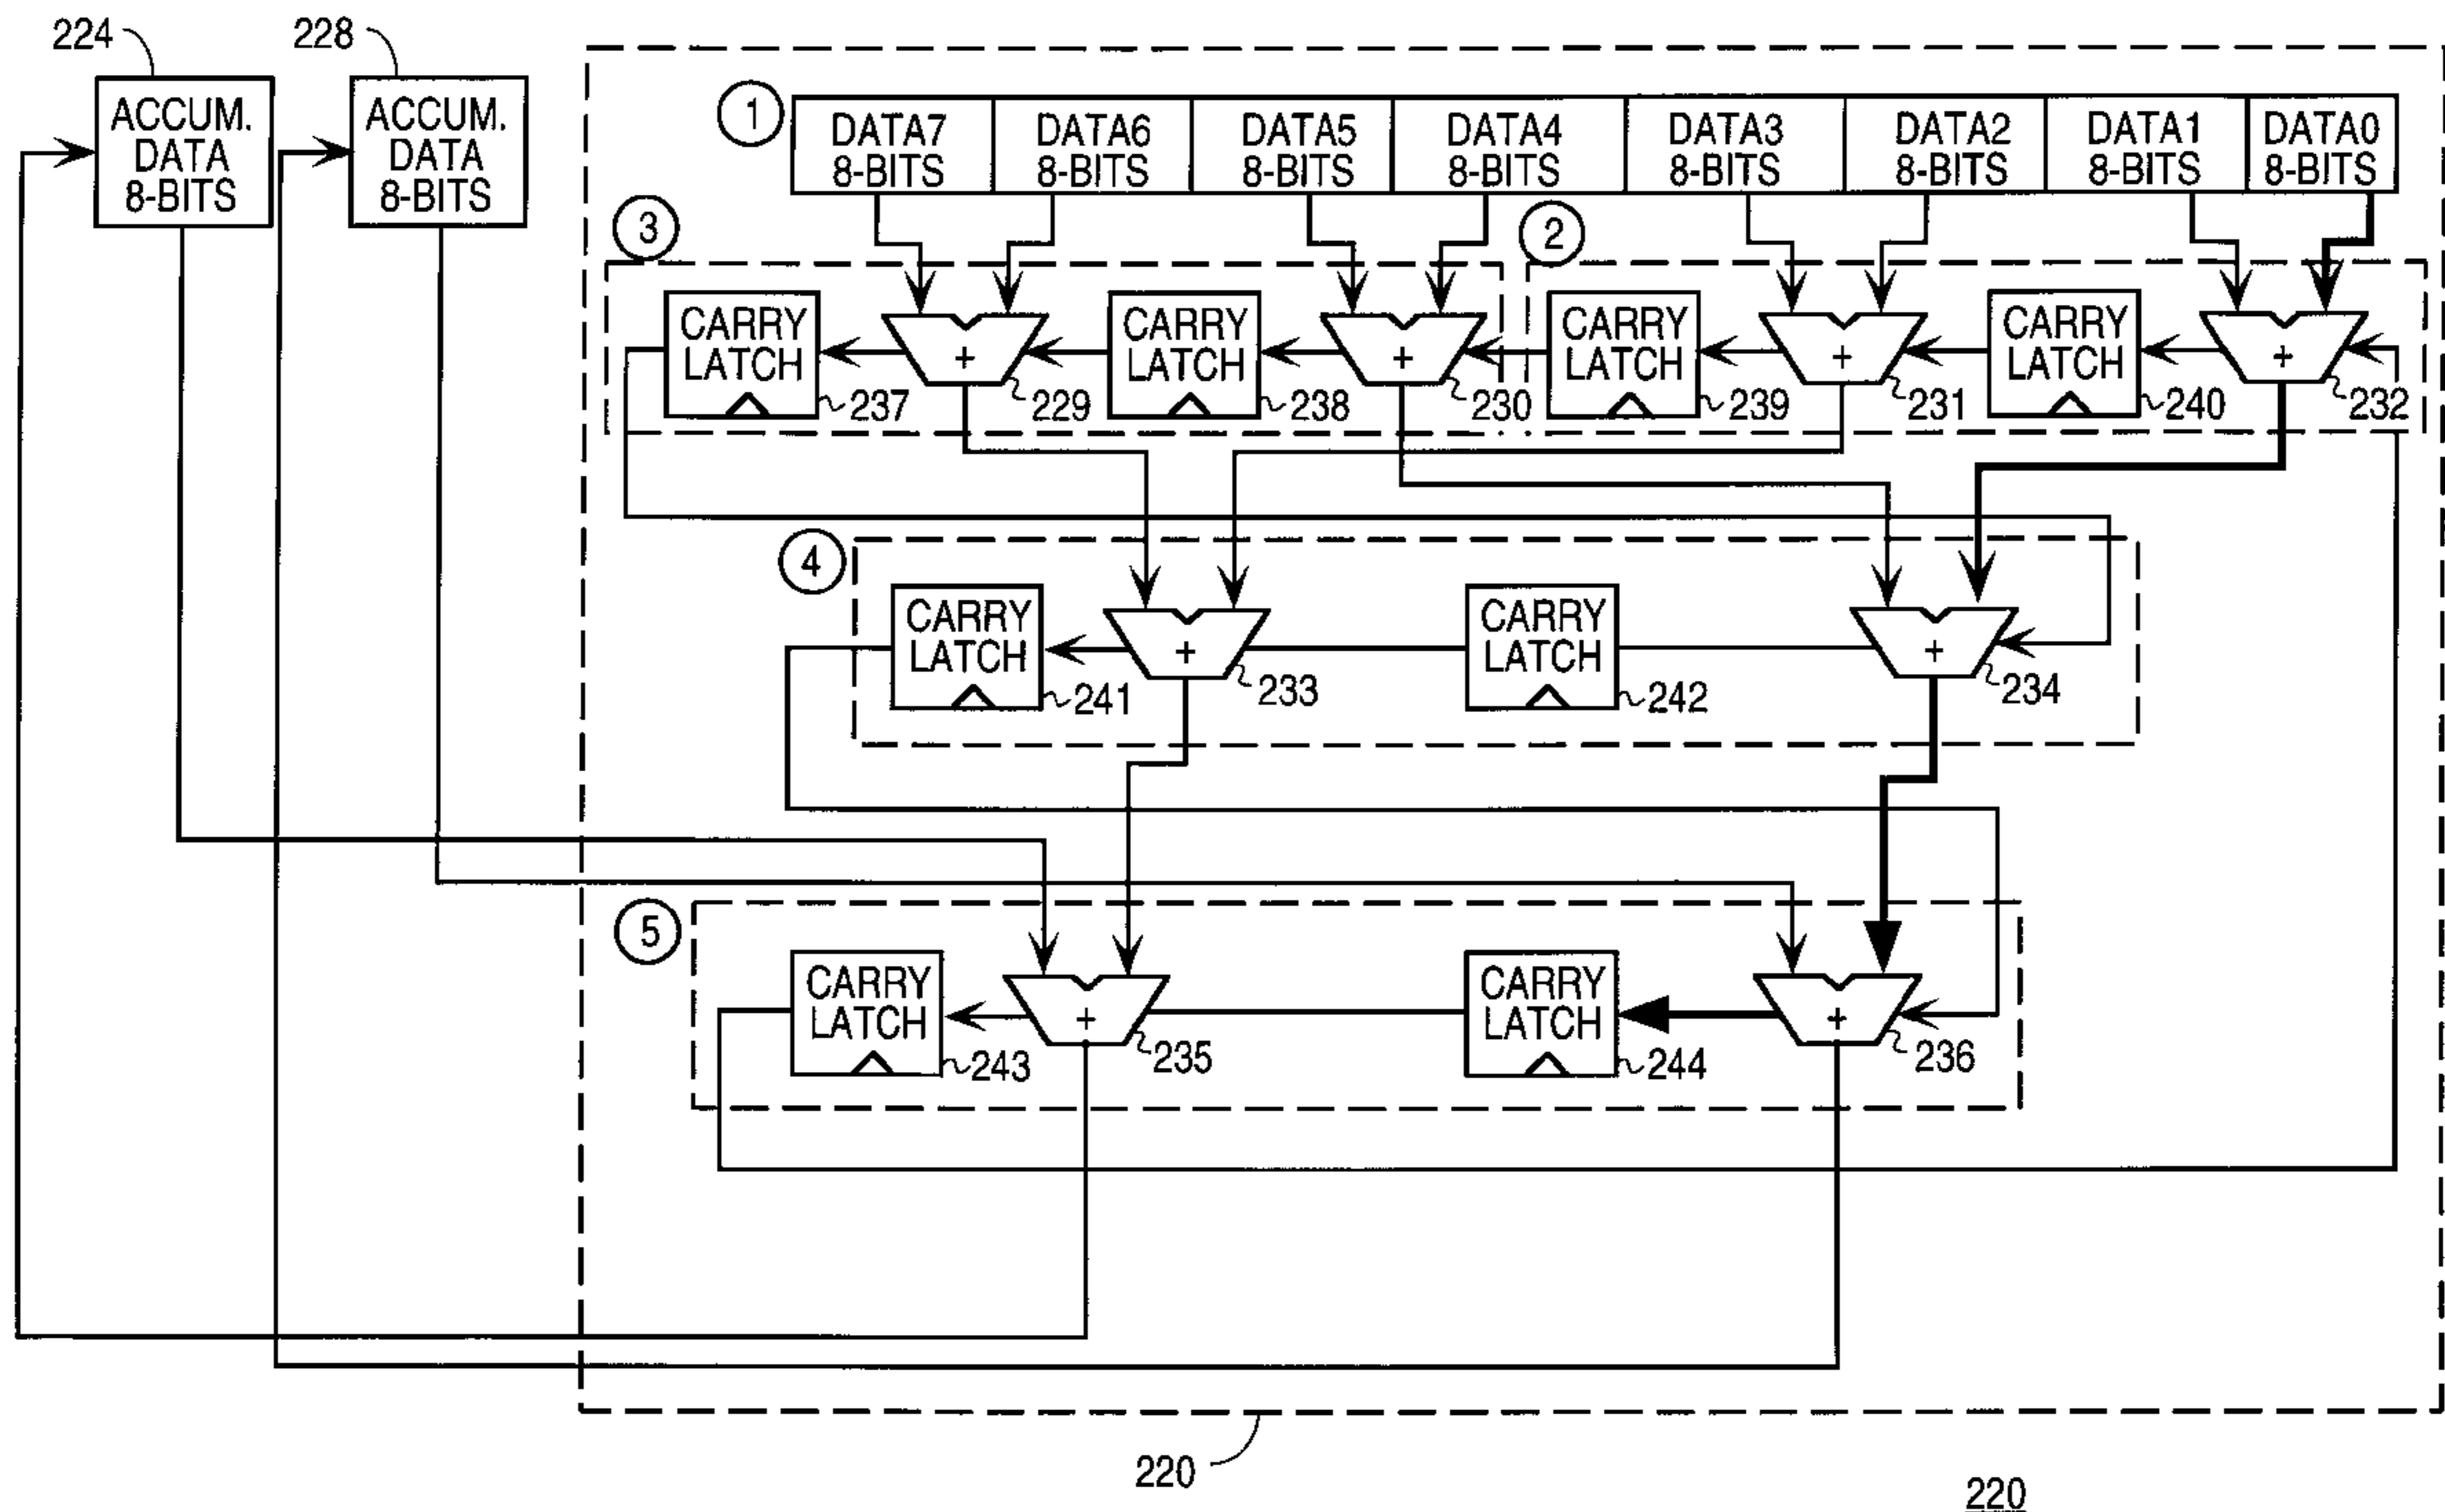 224
228
ACCUM.
DATA
8-BITS
ACCUM.
DATA
8-BITS
1
DATA7
8-BITS
DATA6
8-BITS
DATA5
8-BITS
DATA4
8-BITS
DATA3
8-BITS
DATA2
8-BITS
DATA1
8-BITS
DATA0
8-BITS
3
2
CARRY
LATCH
237
+
229
CARRY
LATCH
238
+
230
CARRY
LATCH
239
+
231
CARRY
LATCH
240
+
232
4
CARRY
LATCH
241
+
233
CARRY
LATCH
242
+
234
5
CARRY
LATCH
243
+
235
CARRY
LATCH
244
+
236
220
220